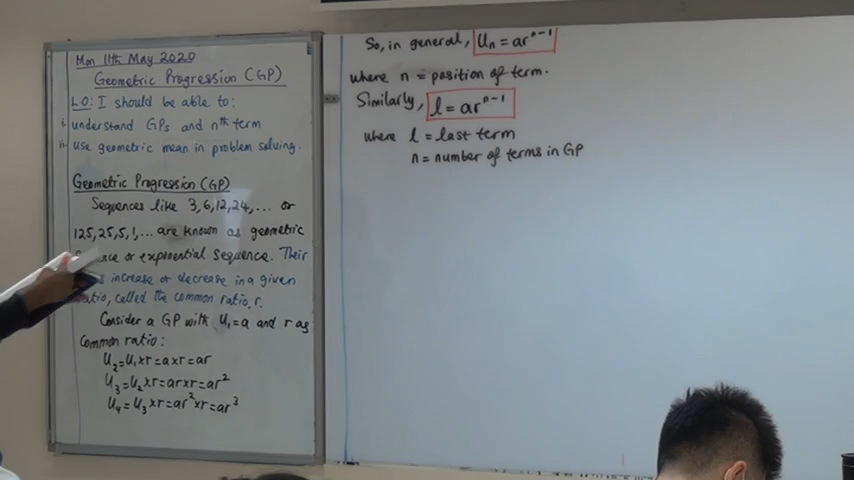 Mon 11th May 2020
Geometric Progression (GP)
LO: I should be able to:
i. understand GPs and nth term
ii. use geometric mean in problem solving.
Geometric Progression (GP)
Sequences like 3, 6, 12, 24, ... or
125, 25, 5, 1, ... are known as geometric
or exponential sequence. Their
increase or decrease in a given
ratio, called the common ratio, r.
Consider a GP with U₁ = a and r as
common ratio:
U₂ = U₁ x r = a x r = ar
U₃ = U₂ x r = ar x r = ar²
U₄ = U₃ x r = ar² x r = ar³
So, in general, Uₙ = arⁿ⁻¹
where n = position of term.
Similarly, l = arⁿ⁻¹
where l = last term
n = number of terms in GP